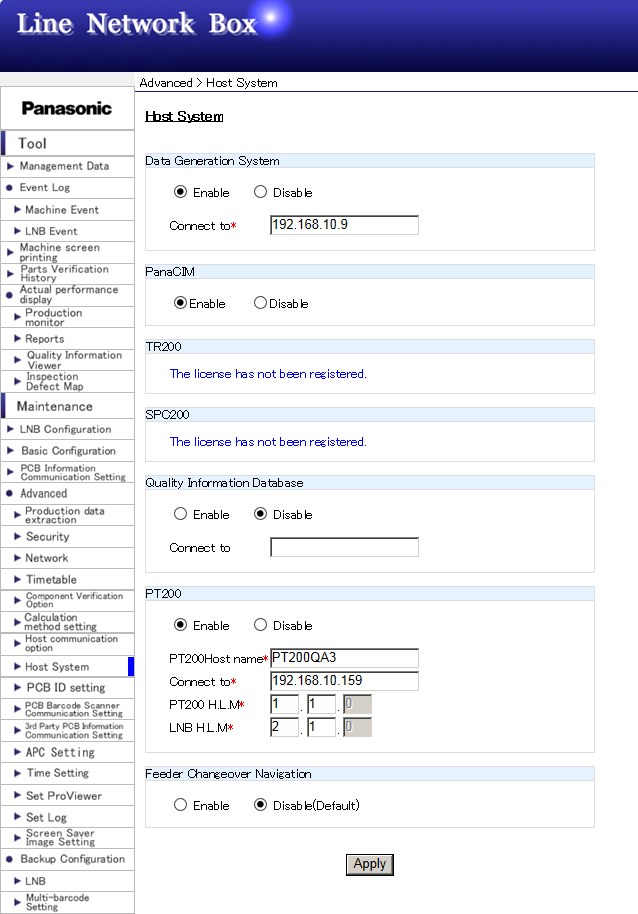 Line Network Box
Advanced > Host System
Panasonic
Tool
Management Data
Event Log
Machine Event
LNB Event
Machine screen
printing
Parts Verification
History
Actual performance
display
Production
monitor
Reports
Quality Information
Viewer
Inspection
Defect Map
Maintenance
LNB Configuration
Basic Configuration
PCB Information
Communication Setting
Advanced
Production data
extraction
Security
Network
Timetable
Component Verification
Option
Calculation
method setting
Host communication
option
Host System
PCB ID setting
PCB Barcode Scanner
Communication Setting
3rd Party PCB Information
Communication Setting
APC Setting
Time Setting
Set ProViewer
Set Log
Screen Saver
Image Setting
Backup Configuration
LNB
Multi-barcode
Setting
Host System
Data Generation System
Enable Disable
Connect to* 192.168.10.9
PanaCIM
Enable Disable
TR200
The license has not been registered.
SPC200
The license has not been registered.
Quality Information Database
Enable Disable
Connect to
PT200
Enable Disable
PT200Host name* PT200QA3
Connect to* 192.168.10.159
PT200 H.L.M* 1 . 1 . 0
LNB H.L.M* 2 . 1 . 0
Feeder Changeover Navigation
Enable Disable(Default)
Apply